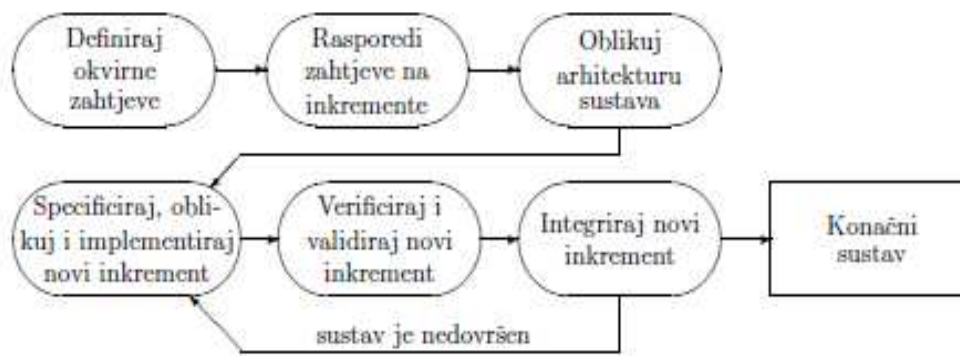 Definiraj
okvirne
zahtjeve
Rasporedi
zahtjeve na
inkremente
Oblikuj
arhitekturu
sustava
Specificiraj, obli-
kuj i implementiraj
novi inkrement
Verificiraj i
validiraj novi
inkrement
Integriraj novi
inkrement
Konačni
sustav
sustav je nedovršen